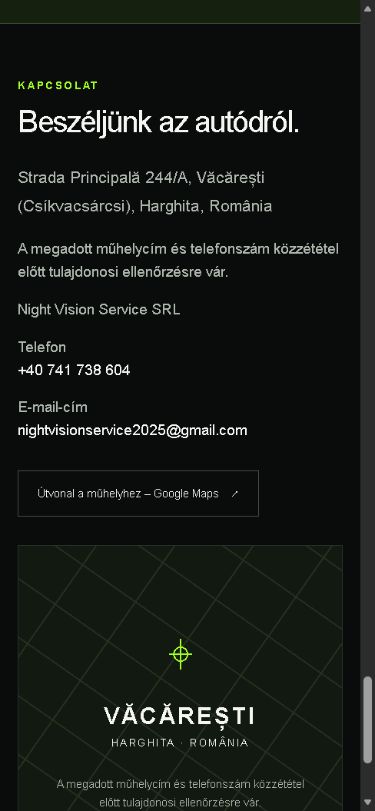 KAPCSOLAT
Beszéljünk az autódról.
Strada Principală 244/A, Văcărești
(Csíkvacsárcsi), Harghita, România
A megadott műhelycím és telefonszám közzététel
előtt tulajdonosi ellenőrzésre vár.
Night Vision Service SRL
Telefon
+40 741 738 604
E-mail-cím
nightvisionservice2025@gmail.com
Útvonal a műhelyhez – Google Maps ↗
VĂCĂREȘTI
HARGHITA · ROMÂNIA
A megadott műhelycím és telefonszám közzététel
előtt tulajdonosi ellenőrzésre vár.